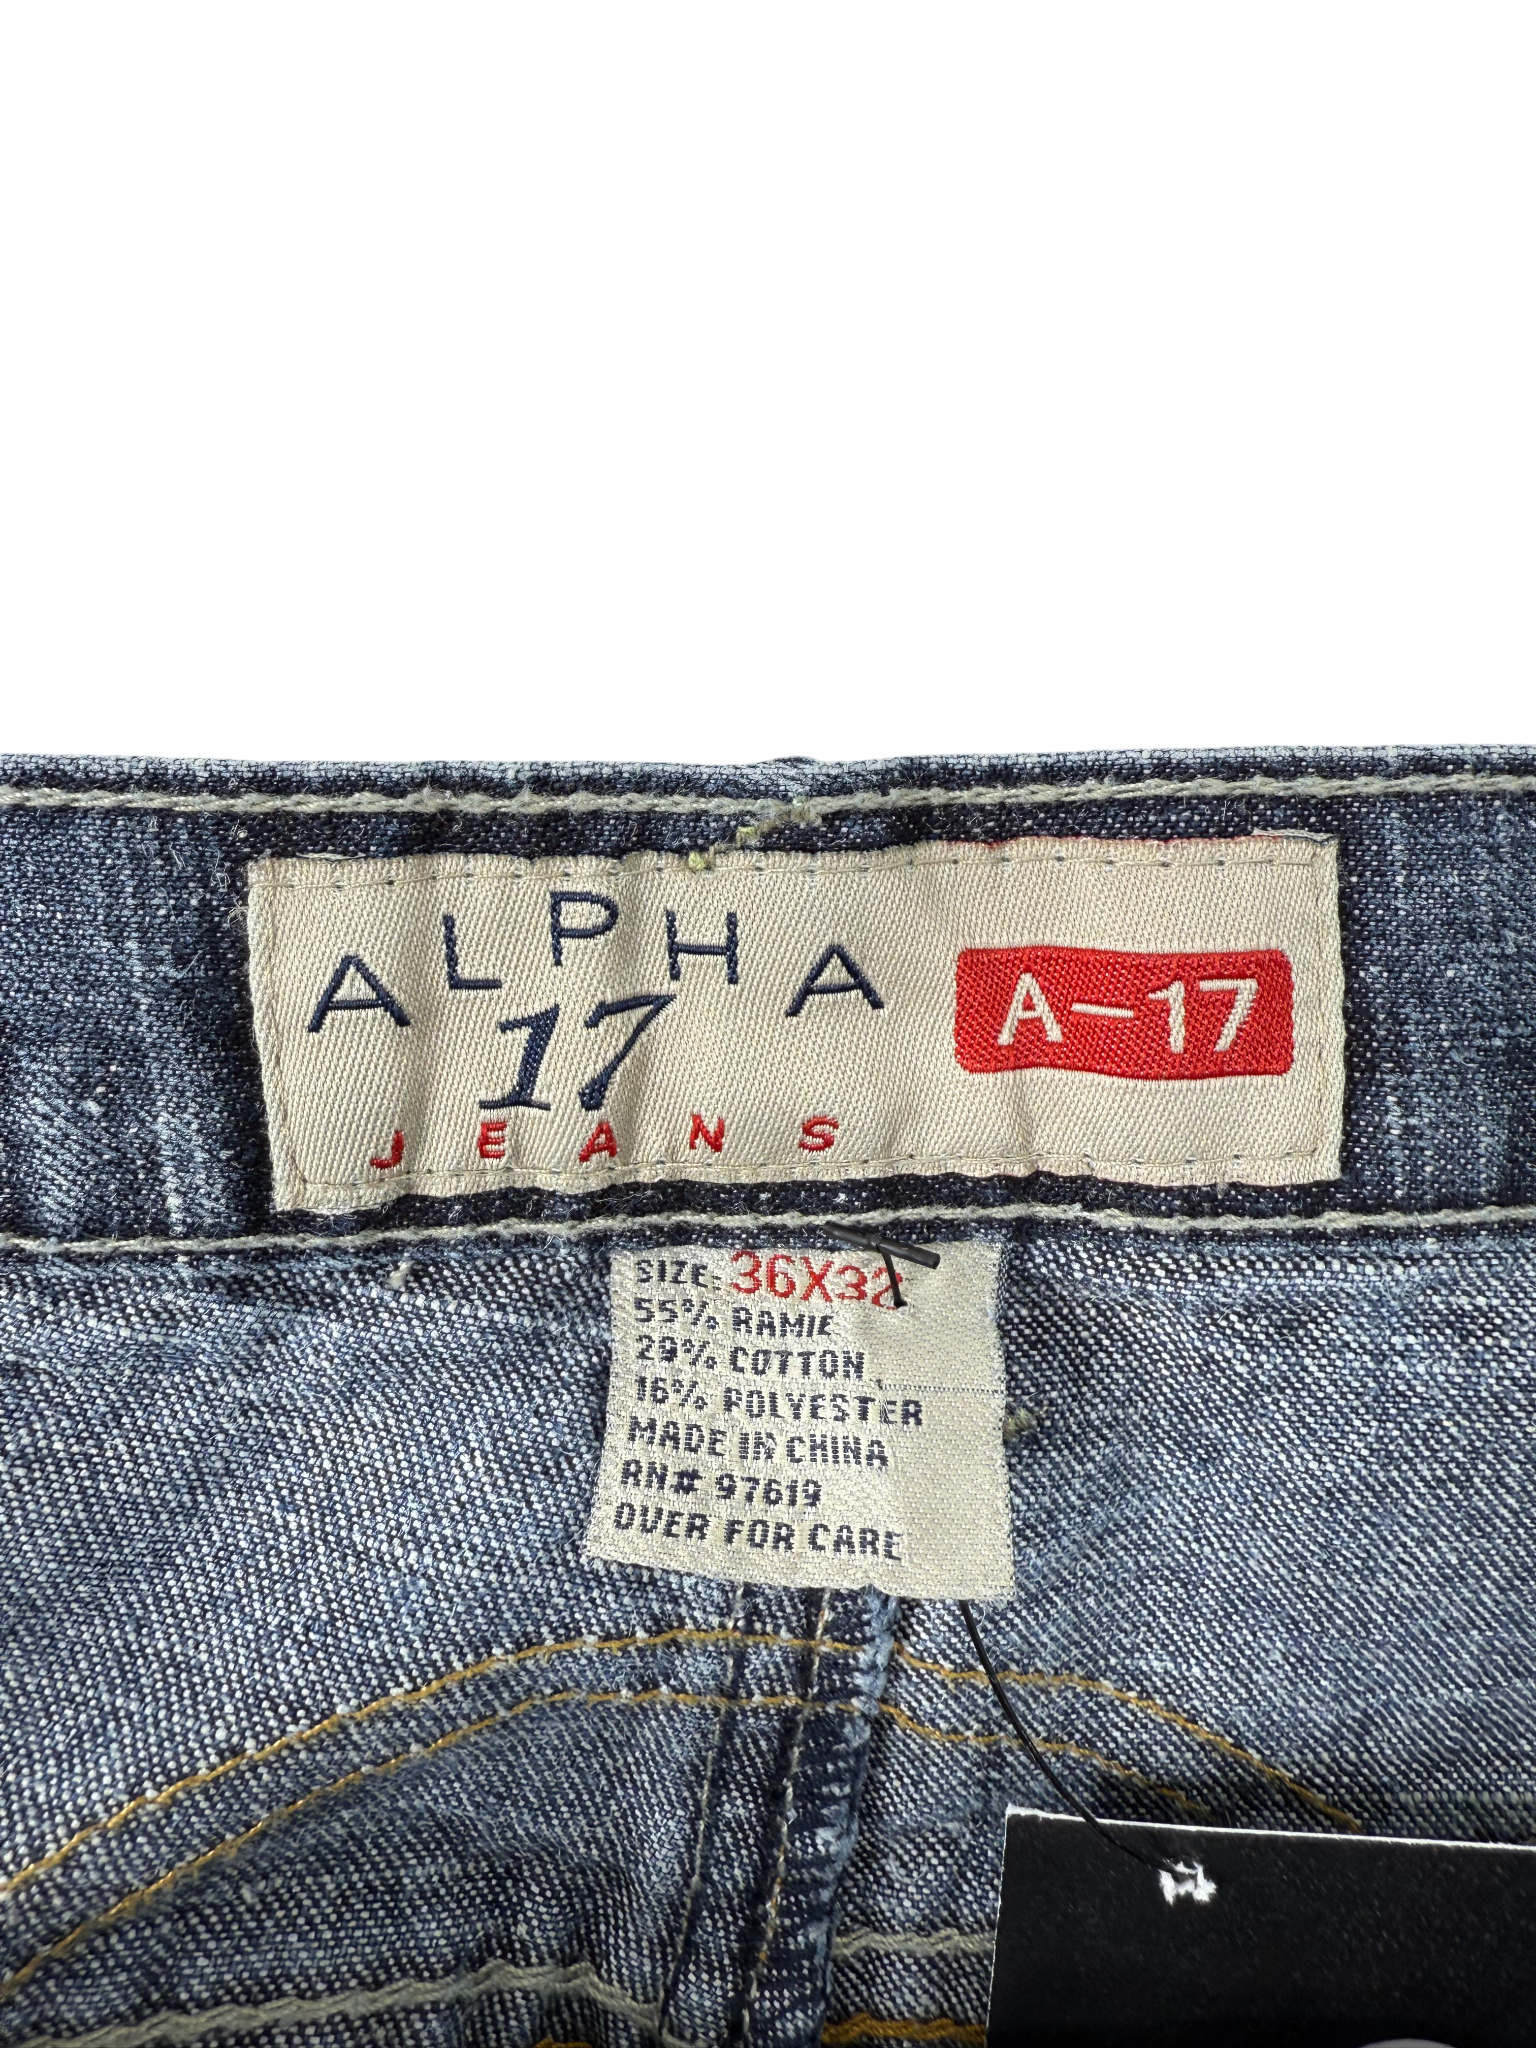 ALPHA
17
JEANS
A-17
SIZE: 36X32
55% RAMIE
29% COTTON
16% POLYESTER
MADE IN CHINA
RN# 97619
OVER FOR CARE